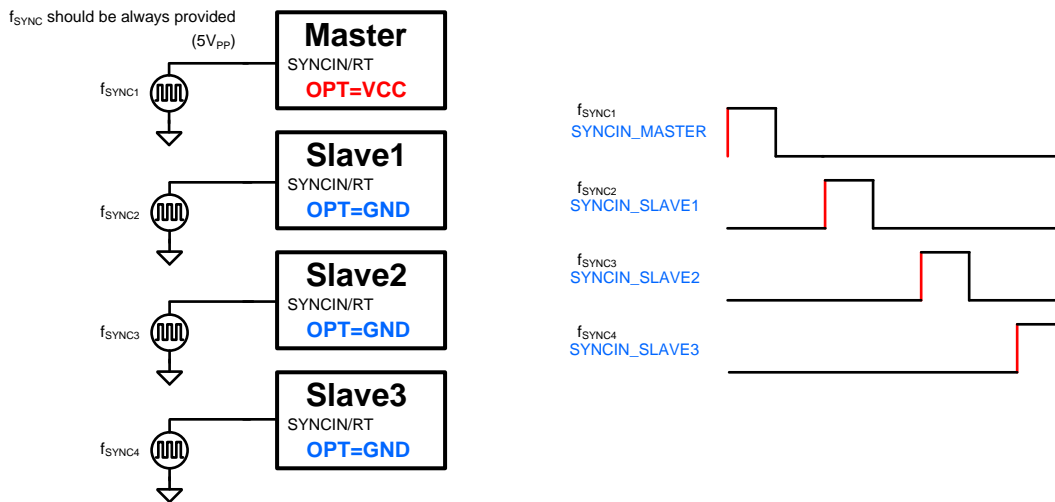 fSYNC should be always provided
(5VPP)
Master
SYNCIN/RT
OPT=VCC
fSYNC1
Slave1
SYNCIN/RT
OPT=GND
fSYNC2
Slave2
SYNCIN/RT
OPT=GND
fSYNC3
Slave3
SYNCIN/RT
OPT=GND
fSYNC4
fSYNC1
SYNCIN_MASTER
fSYNC2
SYNCIN_SLAVE1
fSYNC3
SYNCIN_SLAVE2
fSYNC4
SYNCIN_SLAVE3